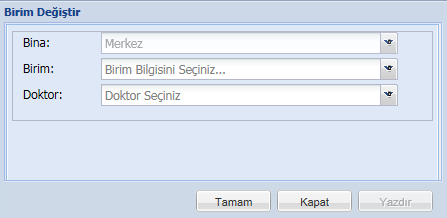 Birim Değiştir
Bina: Merkez
Birim: Birim Bilgisini Seçiniz...
Doktor: Doktor Seçiniz
Tamam Kapat Yazdır